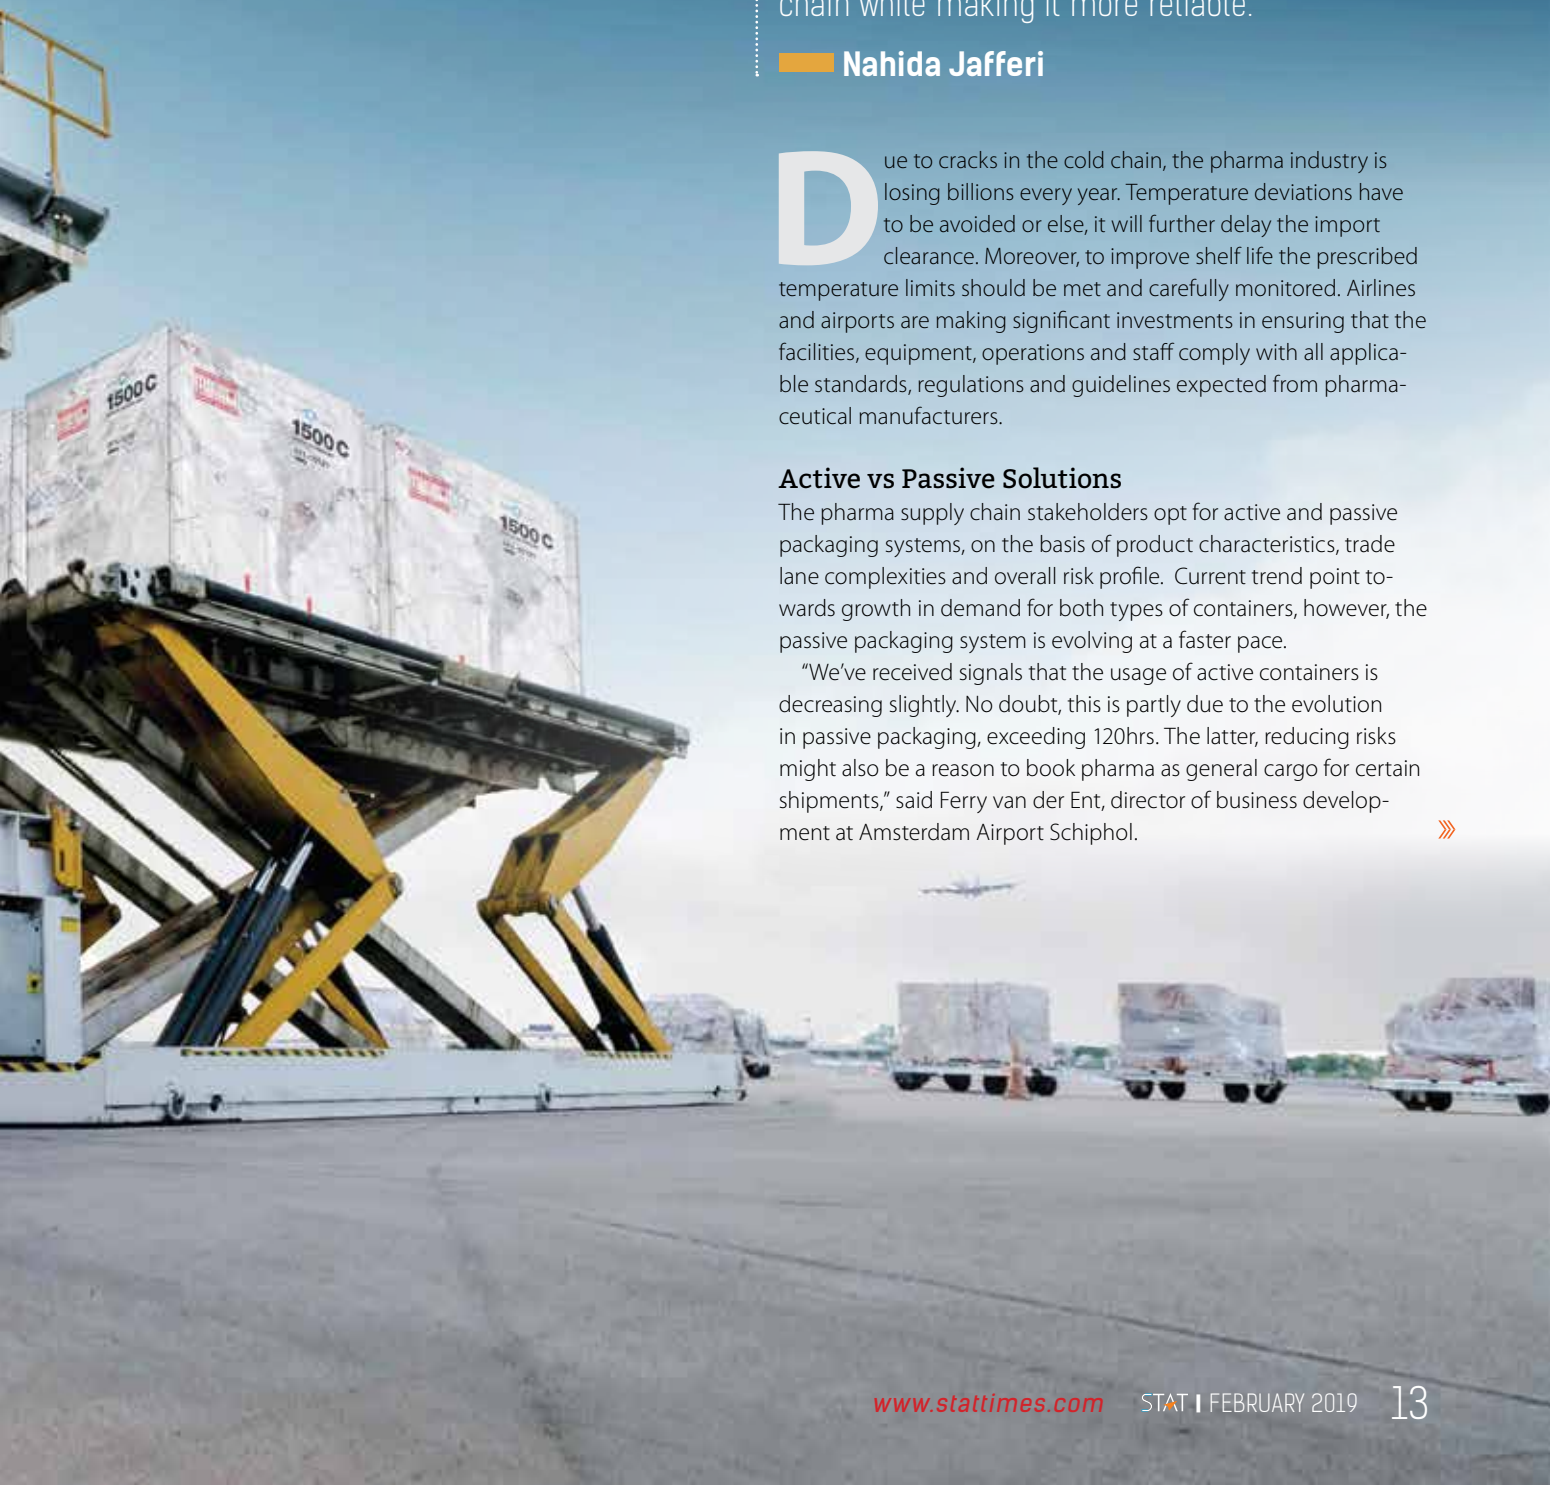 chain while making it more reliable.
Nahida Jafferi
Due to cracks in the cold chain, the pharma industry is
losing billions every year. Temperature deviations have
to be avoided or else, it will further delay the import
clearance. Moreover, to improve shelf life the prescribed
temperature limits should be met and carefully monitored. Airlines
and airports are making significant investments in ensuring that the
facilities, equipment, operations and staff comply with all applica-
ble standards, regulations and guidelines expected from pharma-
ceutical manufacturers.
Active vs Passive Solutions
The pharma supply chain stakeholders opt for active and passive
packaging systems, on the basis of product characteristics, trade
lane complexities and overall risk profile.  Current trend point to-
wards growth in demand for both types of containers, however, the
passive packaging system is evolving at a faster pace.
“We’ve received signals that the usage of active containers is
decreasing slightly. No doubt, this is partly due to the evolution
in passive packaging, exceeding 120hrs. The latter, reducing risks
might also be a reason to book pharma as general cargo for certain
shipments,” said Ferry van der Ent, director of business develop-
ment at Amsterdam Airport Schiphol.
1500C
1500C
1500C
www.stattimes.com STAT | FEBRUARY 2019 13